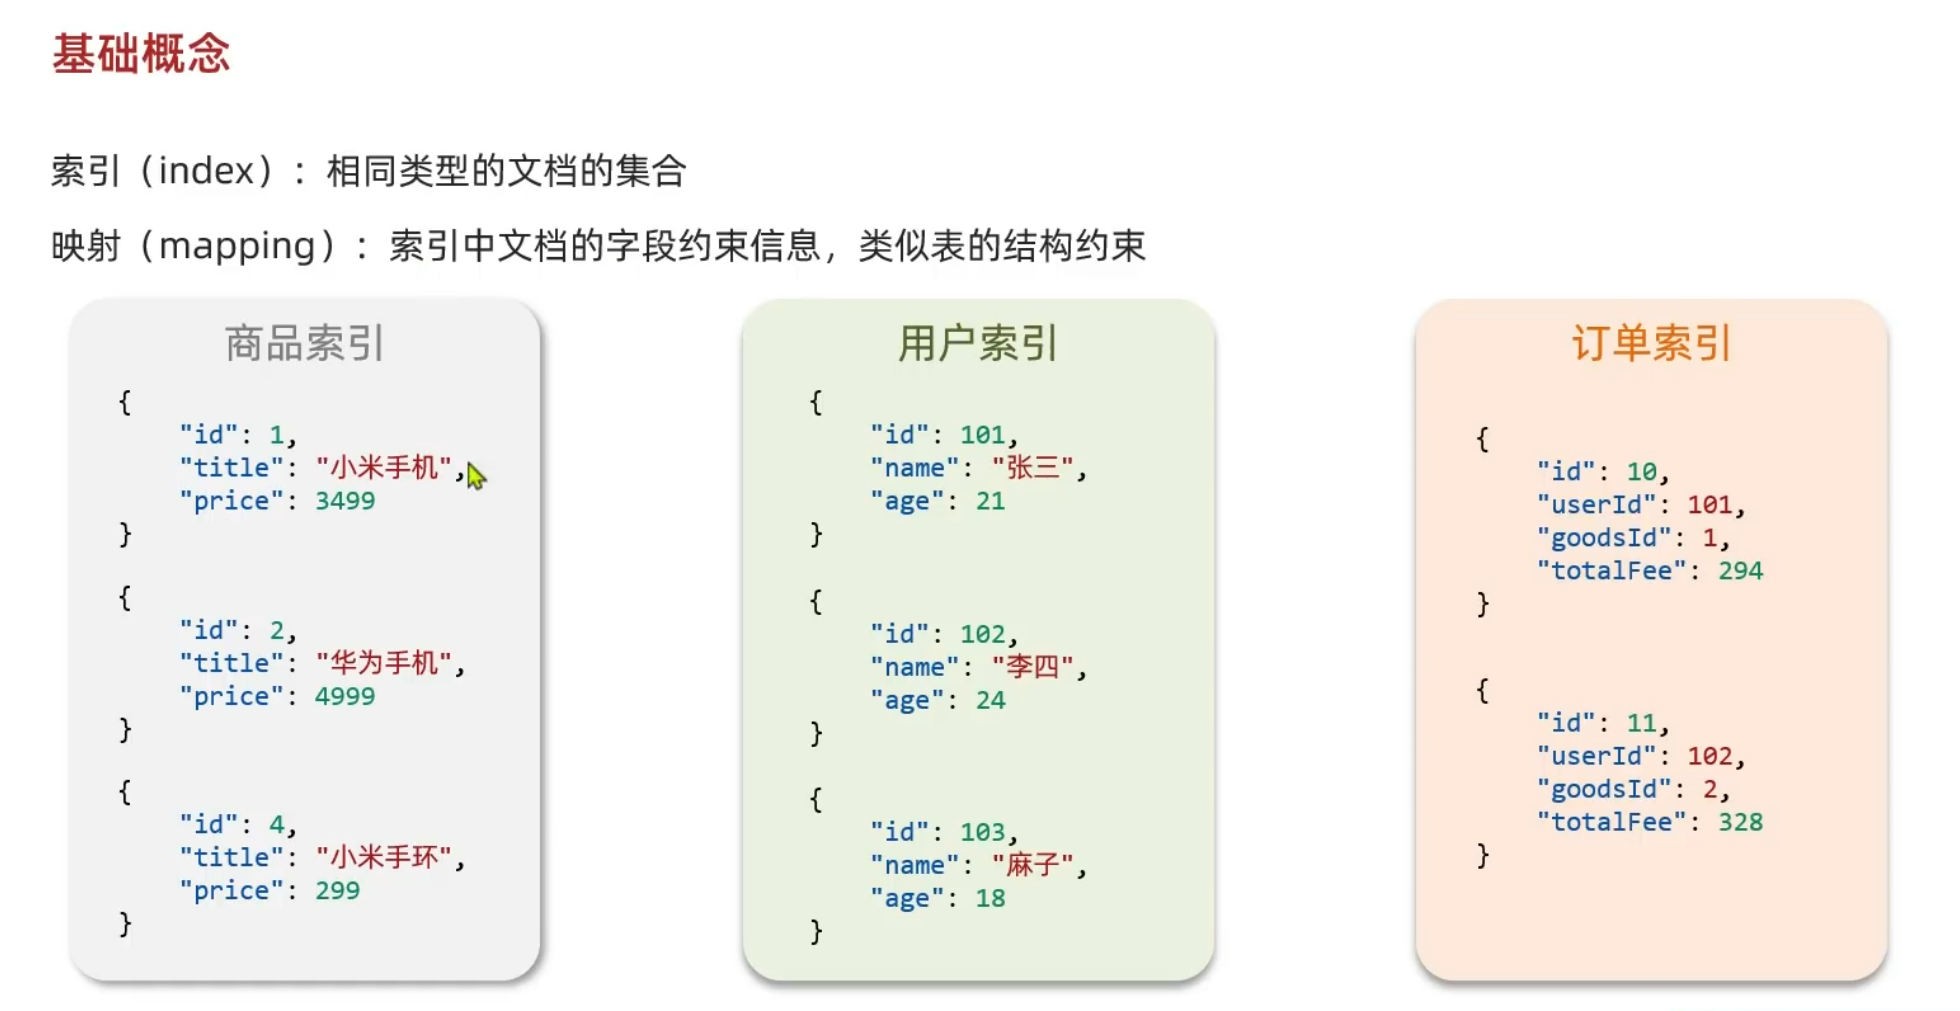 基础概念
索引（index）：相同类型的文档的集合
映射（mapping）：索引中文档的字段约束信息，类似表的结构约束
商品索引
{
"id": 1,
"title": "小米手机",
"price": 3499
}
{
"id": 2,
"title": "华为手机",
"price": 4999
}
{
"id": 4,
"title": "小米手环",
"price": 299
}
用户索引
{
"id": 101,
"name": "张三",
"age": 21
}
{
"id": 102,
"name": "李四",
"age": 24
}
{
"id": 103,
"name": "麻子",
"age": 18
}
订单索引
{
"id": 10,
"userId": 101,
"goodsId": 1,
"totalFee": 294
}
{
"id": 11,
"userId": 102,
"goodsId": 2,
"totalFee": 328
}